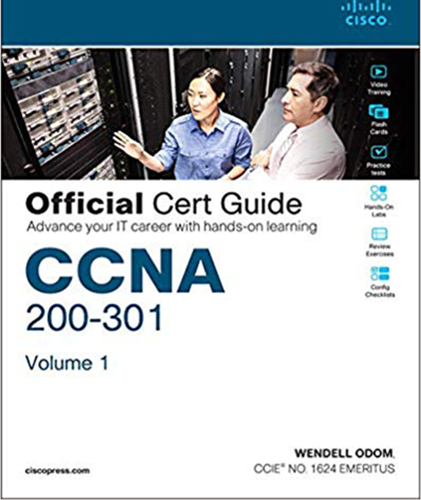 CISCO
Video
Training
Flash
Cards
Practice
tests
Hands-On
Labs
Review
Exercises
Config
Checklists
Official Cert Guide
Advance your IT career with hands-on learning
CCNA
200-301
Volume 1
WENDELL ODOM,
CCIE® NO. 1624 EMERITUS
ciscopress.com